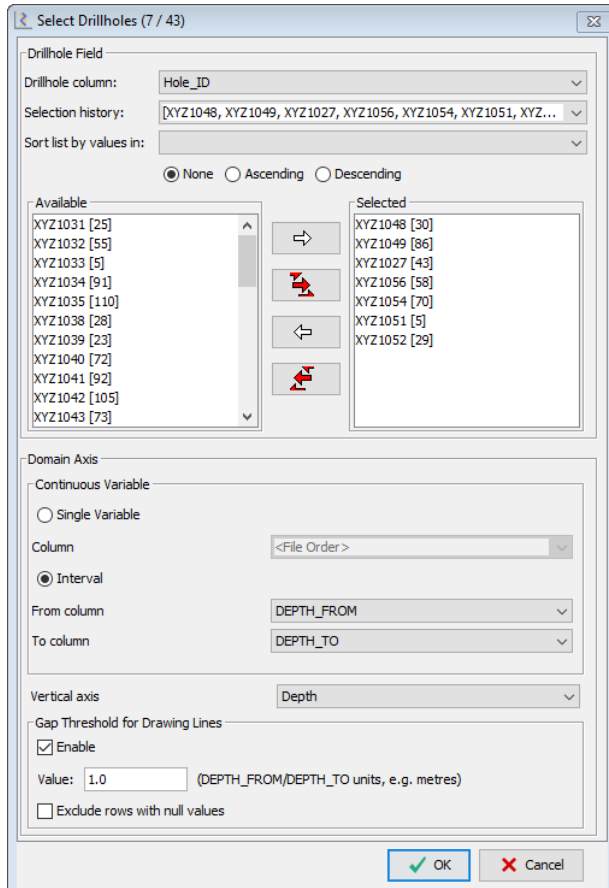 Select Drillholes (7 / 43)
Drillhole Field
Drillhole column: Hole_ID
Selection history: [XYZ1048, XYZ1049, XYZ1027, XYZ1056, XYZ1054, XYZ1051, XYZ...
Sort list by values in:
None Ascending Descending
Available
XYZ1031 [25]
XYZ1032 [55]
XYZ1033 [5]
XYZ1034 [91]
XYZ1035 [110]
XYZ1038 [28]
XYZ1039 [23]
XYZ1040 [72]
XYZ1041 [92]
XYZ1042 [105]
XYZ1043 [73]
Selected
XYZ1048 [30]
XYZ1049 [86]
XYZ1027 [43]
XYZ1056 [58]
XYZ1054 [70]
XYZ1051 [5]
XYZ1052 [29]
Domain Axis
Continuous Variable
Single Variable
Column <File Order>
Interval
From column DEPTH_FROM
To column DEPTH_TO
Vertical axis Depth
Gap Threshold for Drawing Lines
Enable
Value: 1.0 (DEPTH_FROM/DEPTH_TO units, e.g. metres)
Exclude rows with null values
OK Cancel